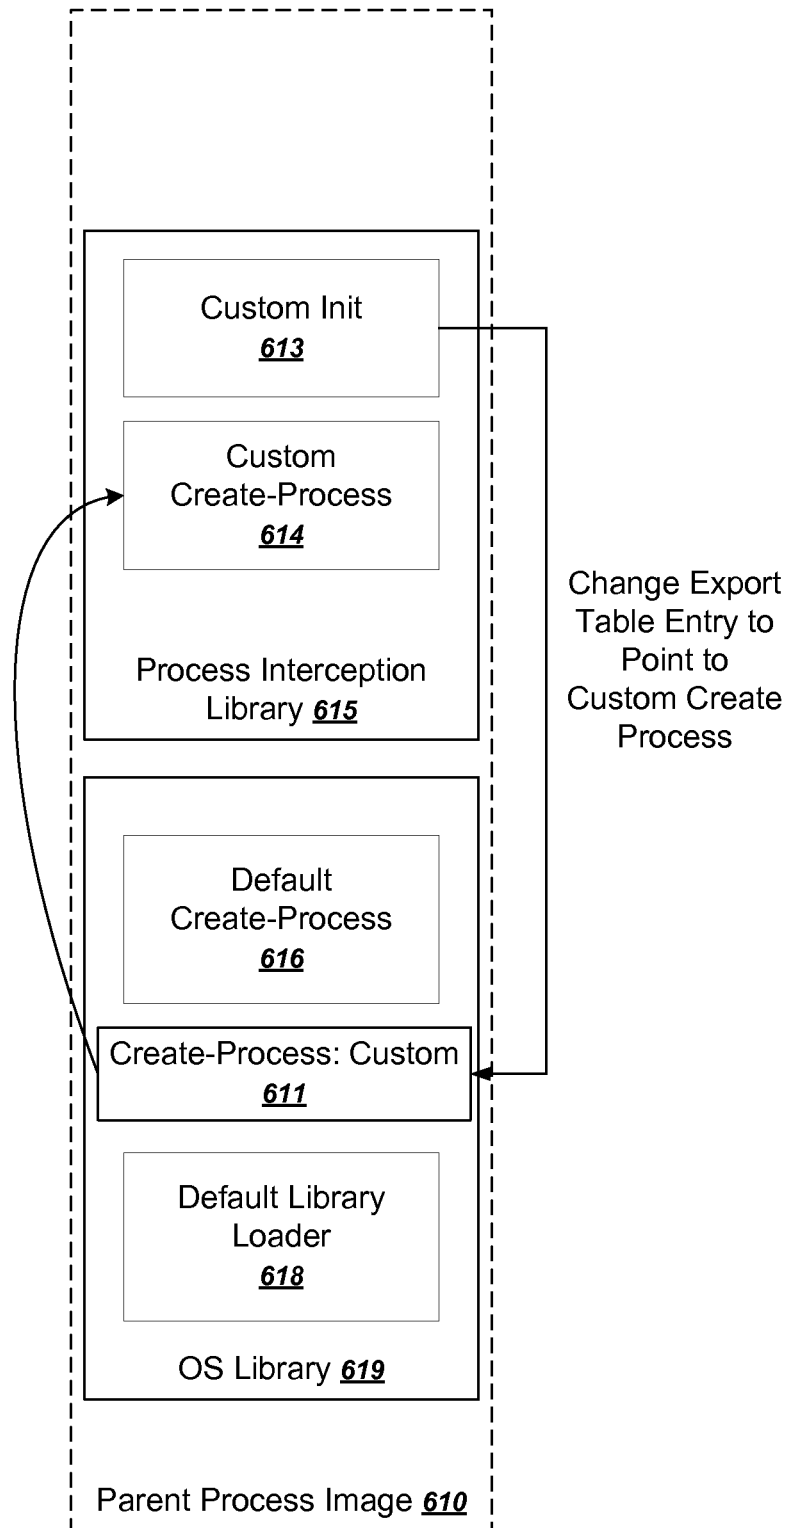 Custom Init
613
Custom
Create-Process
614
Process Interception
Library 615
Change Export
Table Entry to
Point to
Custom Create
Process
Default
Create-Process
616
Create-Process: Custom
611
Default Library
Loader
618
OS Library 619
Parent Process Image 610